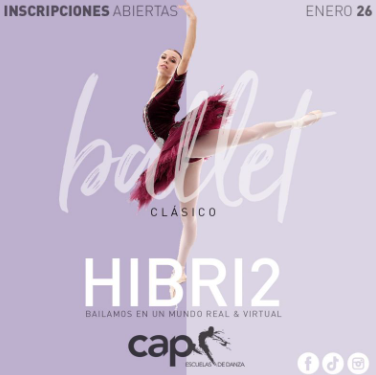 INSCRIPCIONES ABIERTAS
ENERO 26
ballet
CLÁSICO
HIBRI2
BAILAMOS EN UN MUNDO REAL & VIRTUAL
cap
ESCUELAS DE DANZA